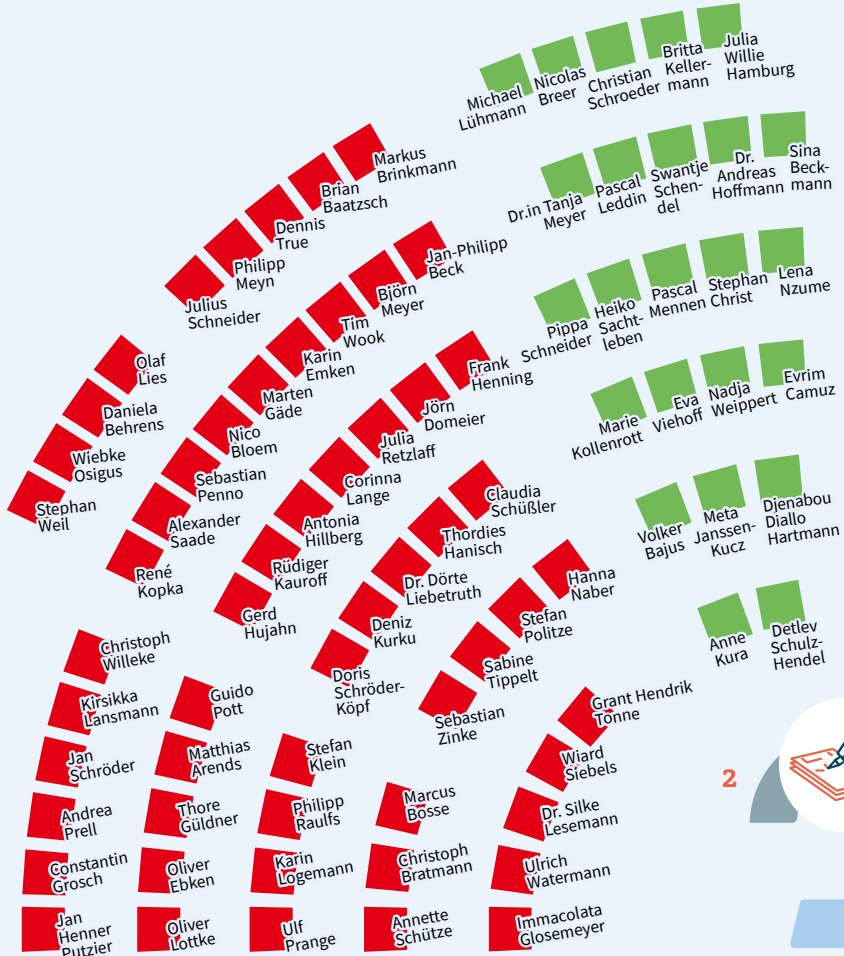 Michael
Lühmann
Nicolas
Breer
Christian
Schroeder
Britta
Keller-
mann
Julia
Willie
Hamburg
Dr.in Tanja
Meyer
Pascal
Leddin
Swantje
Schen-
del
Dr.
Andreas
Hoffmann
Sina
Beck-
mann
Pippa
Schneider
Heiko
Sacht-
leben
Pascal
Mennen
Stephan
Christ
Lena
Nzume
Marie
Kollenrott
Eva
Viehoff
Nadja
Weippert
Evrim
Camuz
Volker
Bajus
Meta
Janssen-
Kucz
Djenabou
Diallo
Hartmann
Anne
Kura
Detlev
Schulz-
Hendel
Markus
Brinkmann
Brian
Baatzsch
Dennis
True
Philipp
Meyn
Julius
Schneider
Olaf
Lies
Daniela
Behrens
Wiebke
Osigus
Stephan
Weil
Jan-Philipp
Beck
Björn
Meyer
Tim
Wook
Karin
Emken
Marten
Gäde
Nico
Bloem
Sebastian
Penno
Alexander
Saade
René
Kopka
Frank
Henning
Jörn
Domeier
Julia
Retzlaff
Corinna
Lange
Antonia
Hillberg
Rüdiger
Kauroff
Gerd
Hujahn
Claudia
Schüßler
Thordies
Hanisch
Dr. Dörte
Liebetruth
Deniz
Kurku
Doris
Schröder-
Köpf
Hanna
Naber
Stefan
Politze
Sabine
Tippelt
Sebastian
Zinke
Christoph
Willeke
Kirsikka
Lansmann
Jan
Schröder
Andrea
Prell
Constantin
Grosch
Jan
Henner
Putzier
Guido
Pott
Matthias
Arends
Thore
Güldner
Oliver
Ebken
Oliver
Lottke
Stefan
Klein
Philipp
Raulfs
Karin
Logemann
Ulf
Prange
Marcus
Bosse
Christoph
Bratmann
Annette
Schütze
Grant Hendrik
Tonne
Wiard
Siebels
Dr. Silke
Lesemann
Ulrich
Watermann
Immacolata
Glosemeyer
2